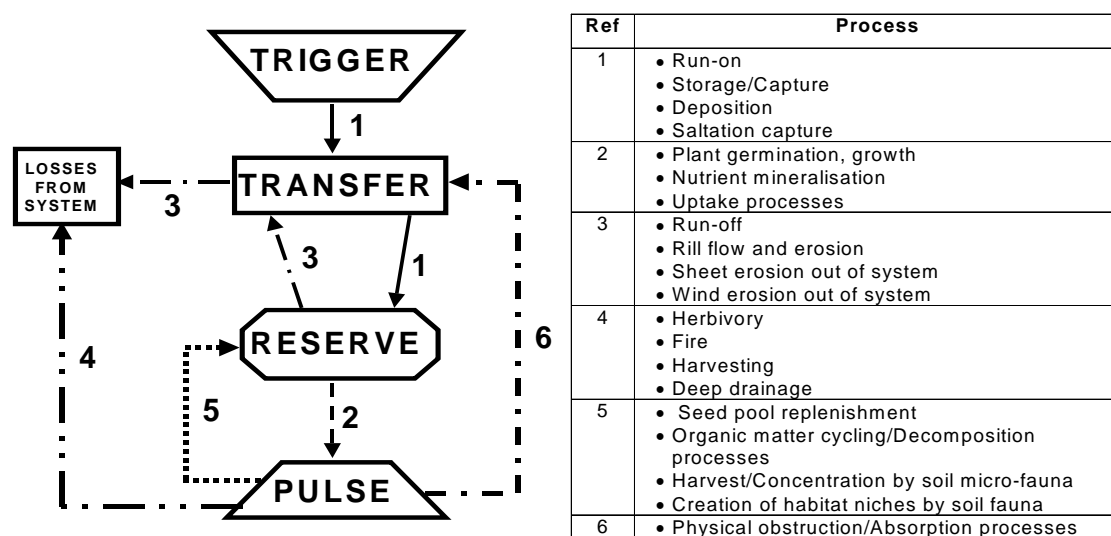 TRIGGER
1
LOSSES
FROM
SYSTEM
3
TRANSFER
3
1
RESERVE
4
5
2
6
PULSE
Ref Process
1 • Run-on
• Storage/Capture
• Deposition
• Saltation capture
2 • Plant germination, growth
• Nutrient mineralisation
• Uptake processes
3 • Run-off
• Rill flow and erosion
• Sheet erosion out of system
• Wind erosion out of system
4 • Herbivory
• Fire
• Harvesting
• Deep drainage
5 • Seed pool replenishment
• Organic matter cycling/Decomposition
processes
• Harvest/Concentration by soil micro-fauna
• Creation of habitat niches by soil fauna
6 • Physical obstruction/Absorption processes